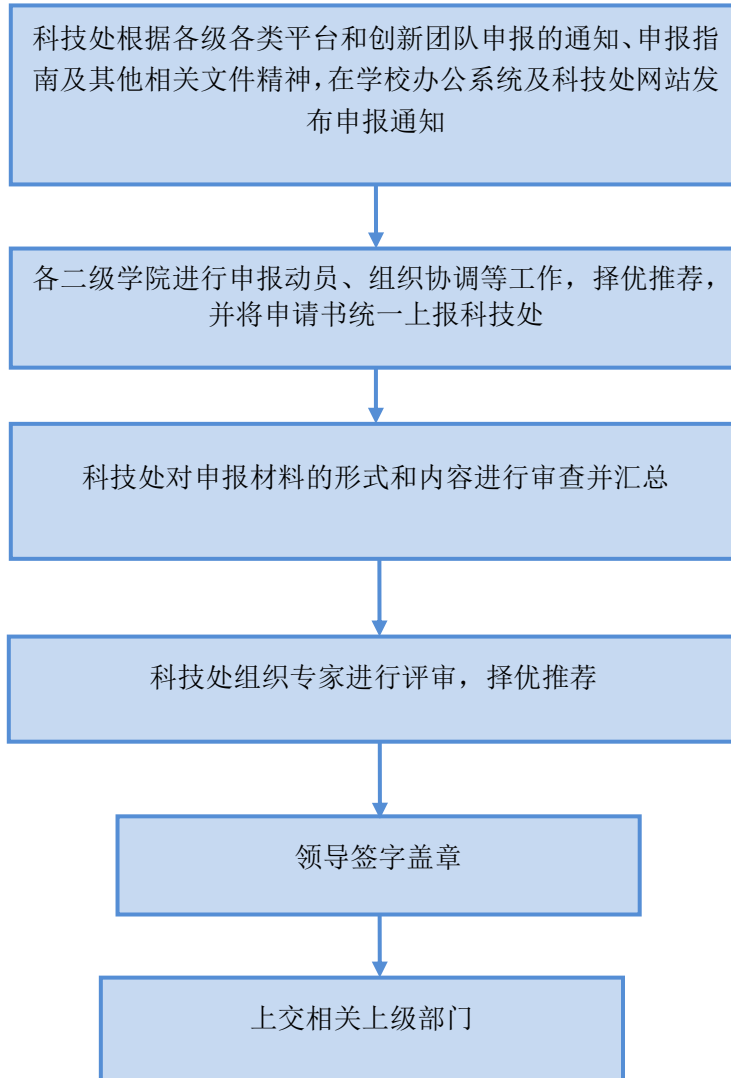 科技处根据各级各类平台和创新团队申报的通知、申报指
南及其他相关文件精神,在学校办公系统及科技处网站发
布申报通知
各二级学院进行申报动员、组织协调等工作，择优推荐，
并将申请书统一上报科技处
科技处对申报材料的形式和内容进行审查并汇总
科技处组织专家进行评审，择优推荐
领导签字盖章
上交相关上级部门